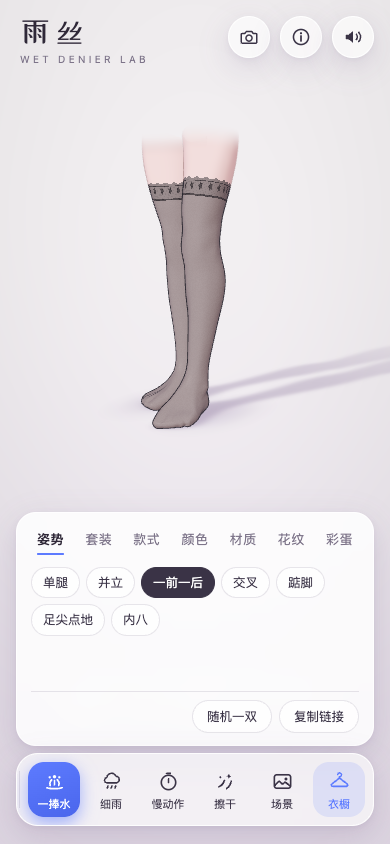 雨丝
WET DENIER LAB
姿势 套装 款式 颜色 材质 花纹 彩蛋
单腿 并立 一前一后 交叉 踮脚
足尖点地 内八
随机一双 复制链接
一捧水 细雨 慢动作 擦干 场景 衣橱